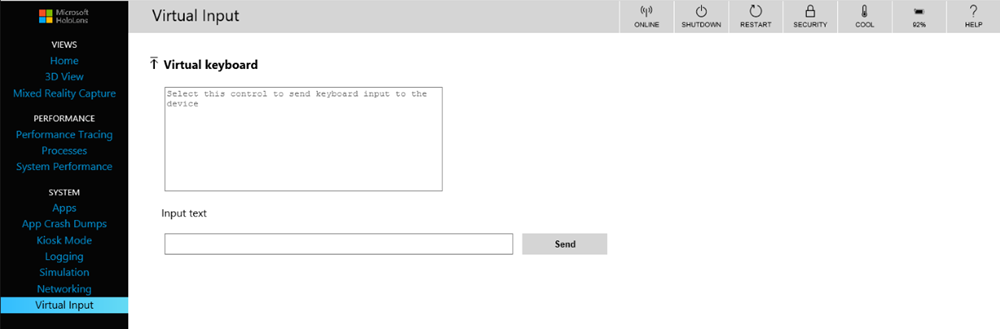 Microsoft
HoloLens
Virtual Input
ONLINE
SHUTDOWN
RESTART
SECURITY
COOL
92%
HELP
VIEWS
Home
3D View
Mixed Reality Capture
PERFORMANCE
Performance Tracing
Processes
System Performance
SYSTEM
Apps
App Crash Dumps
Kiosk Mode
Logging
Simulation
Networking
Virtual Input
Virtual keyboard
Select this control to send keyboard input to the
device
Input text
Send